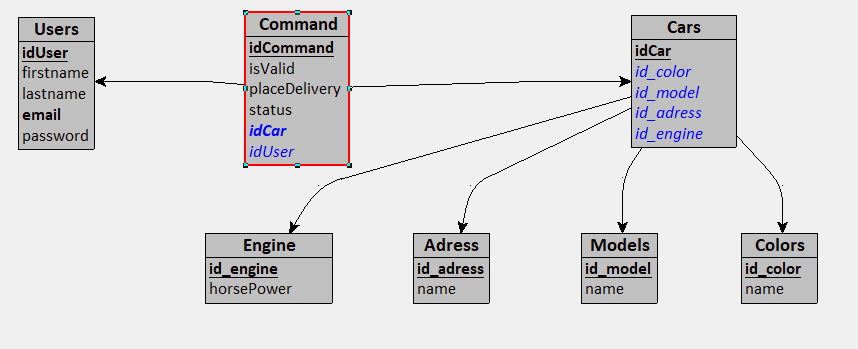 Users
idUser
firstname
lastname
email
password
Command
idCommand
isValid
placeDelivery
status
idCar
idUser
Cars
idCar
id_color
id_model
id_adress
id_engine
Engine
id_engine
horsePower
Adress
id_adress
name
Models
id_model
name
Colors
id_color
name